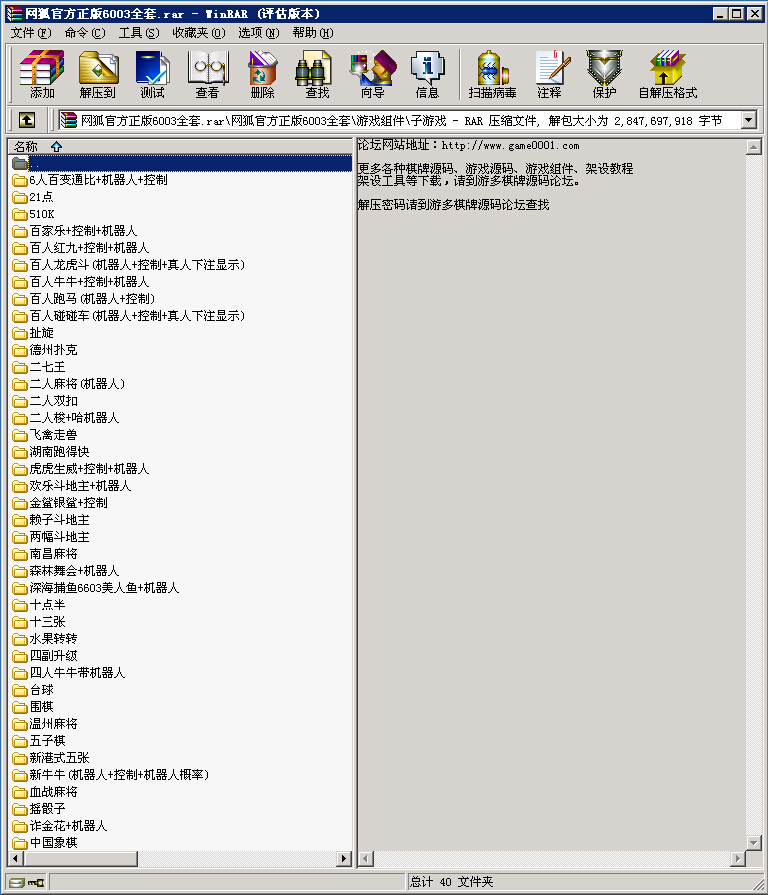 网狐官方正版6003全套.rar - WinRAR (评估版本)
文件(F) 命令(C) 工具(S) 收藏夹(O) 选项(N) 帮助(H)
添加 解压到 测试 查看 删除 查找 向导 信息 扫描病毒 注释 保护 自解压格式
网狐官方正版6003全套.rar\网狐官方正版6003全套\游戏组件\子游戏 - RAR 压缩文件, 解包大小为 2,847,697,918 字节
名称
..
6人百变通比+机器人+控制
21点
510K
百家乐+控制+机器人
百人红九+控制+机器人
百人龙虎斗(机器人+控制+真人下注显示)
百人牛牛+控制+机器人
百人跑马(机器人+控制)
百人碰碰车(机器人+控制+真人下注显示)
扯旋
德州扑克
二七王
二人麻将(机器人)
二人双扣
二人梭+哈机器人
飞禽走兽
湖南跑得快
虎虎生威+控制+机器人
欢乐斗地主+机器人
金鲨银鲨+控制
赖子斗地主
两幅斗地主
南昌麻将
森林舞会+机器人
深海捕鱼6603美人鱼+机器人
十点半
十三张
水果转转
四副升级
四人牛牛带机器人
台球
围棋
温州麻将
五子棋
新港式五张
新牛牛(机器人+控制+机器人概率)
血战麻将
摇骰子
诈金花+机器人
中国象棋
论坛网站地址：http://www.game0001.com
更多各种棋牌源码、游戏源码、游戏组件、架设教程
架设工具等下载，请到游多棋牌源码论坛。
解压密码请到游多棋牌源码论坛查找
总计 40 文件夹